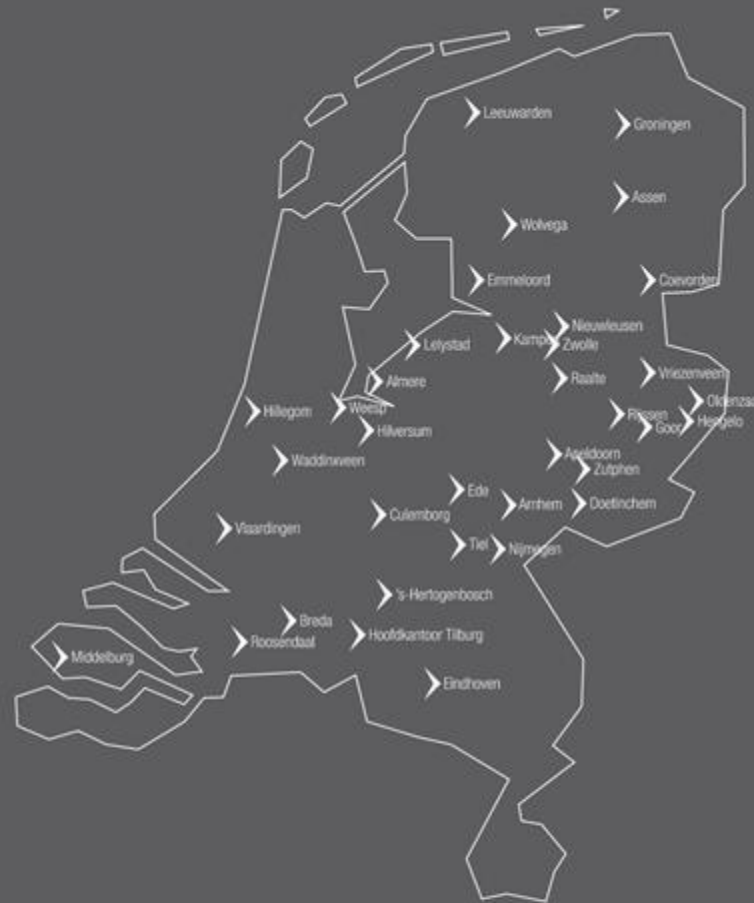 Leeuwarden
Groningen
Assen
Wolvega
Emmeloord
Coevorden
Nieuwleusen
Kampen
Zwolle
Lelystad
Vriezenveen
Raalte
Almere
Oldenzaa
Weesp
Hillegom
Rijssen
Hengelo
Goor
Hilversum
Apeldoorn
Waddinxveen
Zutphen
Ede
Doetinchem
Arnhem
Culemborg
Vlaardingen
Tiel
Nijmegen
's-Hertogenbosch
Breda
Hoofdkantoor Tilburg
Roosendaal
Middelburg
Eindhoven